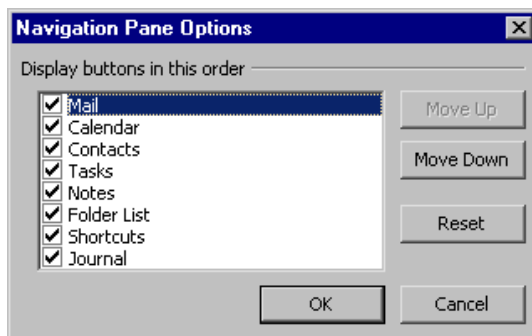 Navigation Pane Options
Display buttons in this order
Mail
Calendar
Contacts
Tasks
Notes
Folder List
Shortcuts
Journal
Move Up
Move Down
Reset
OK
Cancel